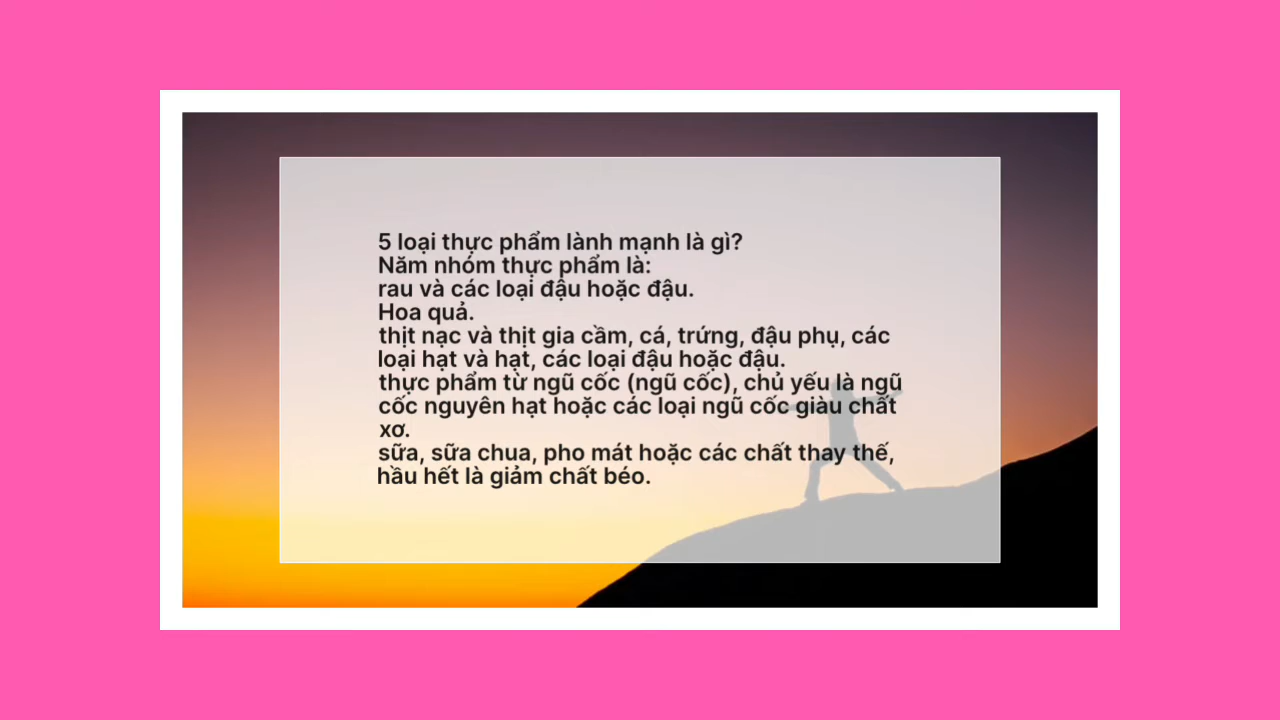 5 loại thực phẩm lành mạnh là gì?
Năm nhóm thực phẩm là:
rau và các loại đậu hoặc đậu.
Hoa quả.
thịt nạc và thịt gia cầm, cá, trứng, đậu phụ, các
loại hạt và hạt, các loại đậu hoặc đậu.
thực phẩm từ ngũ cốc (ngũ cốc), chủ yếu là ngũ
cốc nguyên hạt hoặc các loại ngũ cốc giàu chất
xơ.
sữa, sữa chua, pho mát hoặc các chất thay thế,
hầu hết là giảm chất béo.